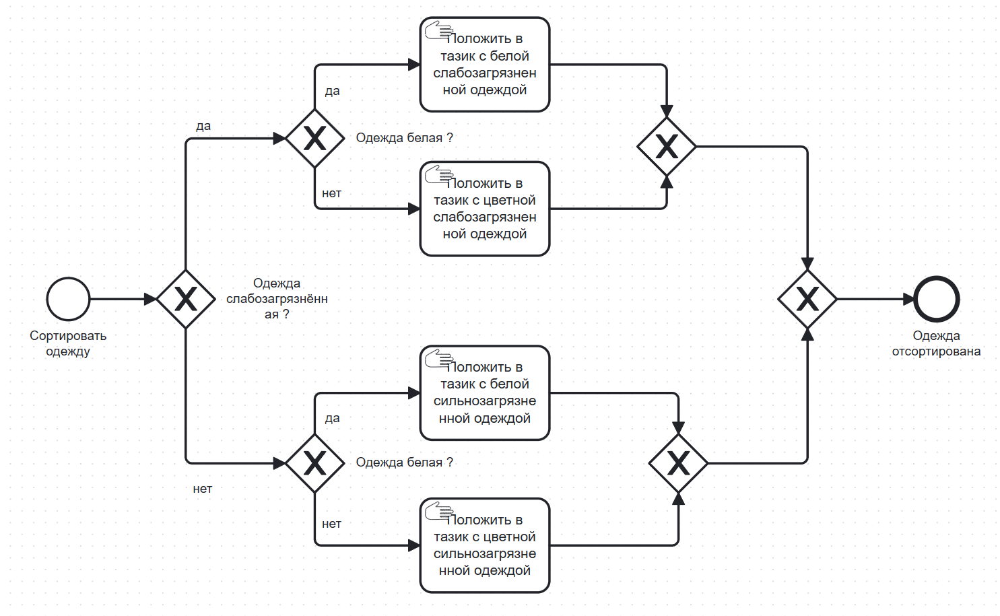 Положить в
тазик с белой
слабозагрязнен
ной одеждой
да
да
Одежда белая ?
нет
Положить в
тазик с цветной
слабозагрязнен
ной одеждой
Одежда
слабозагрязнённ
ая ?
Сортировать
одежду
Одежда
отсортирована
Положить в
тазик с белой
сильнозагрязне
нной одеждой
да
Одежда белая ?
нет
нет
Положить в
тазик с цветной
сильнозагрязне
нной одеждой